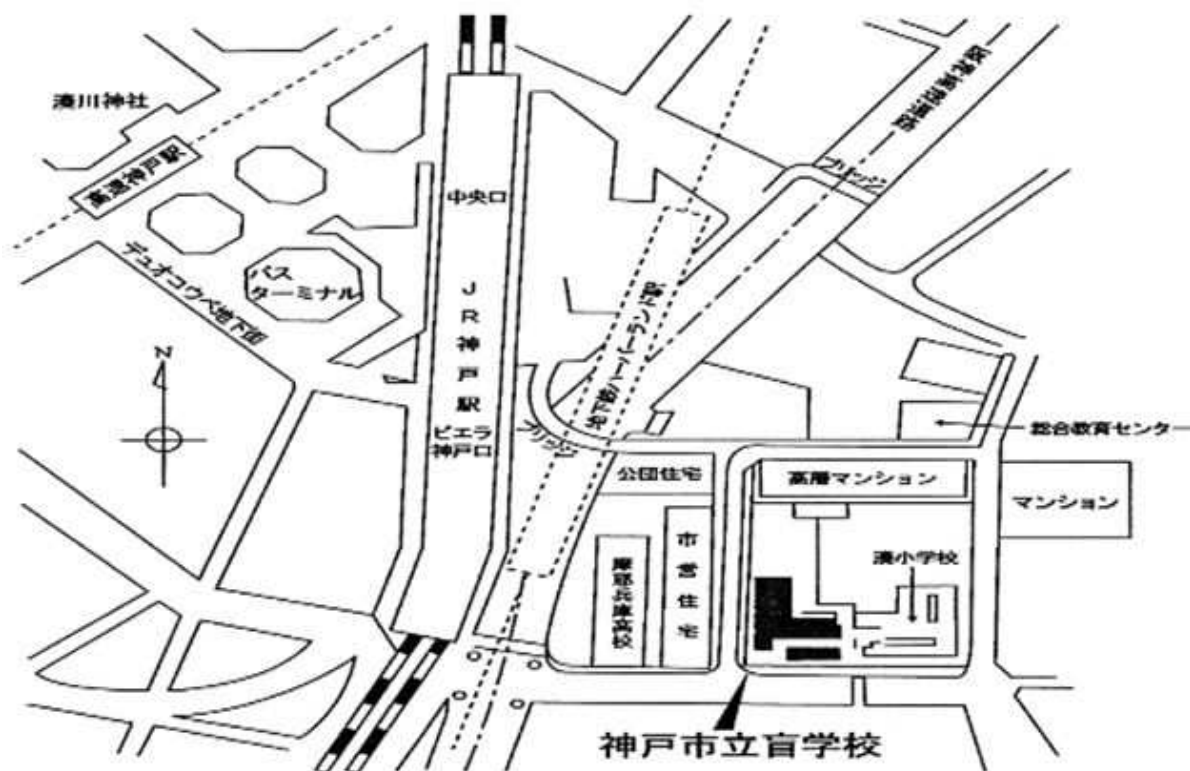 湊川神社
高速神戸駅
デュオコウベ地下街
バス
ターミナル
N
中央口
JR神戸駅
ビエラ
神戸口
ブリッジ
地下鉄ハーバーランド駅
ブリッジ
総合教育センター
公団住宅
高層マンション
マンション
市営住宅
摩耶兵庫高校
湊小学校
神戸市立盲学校